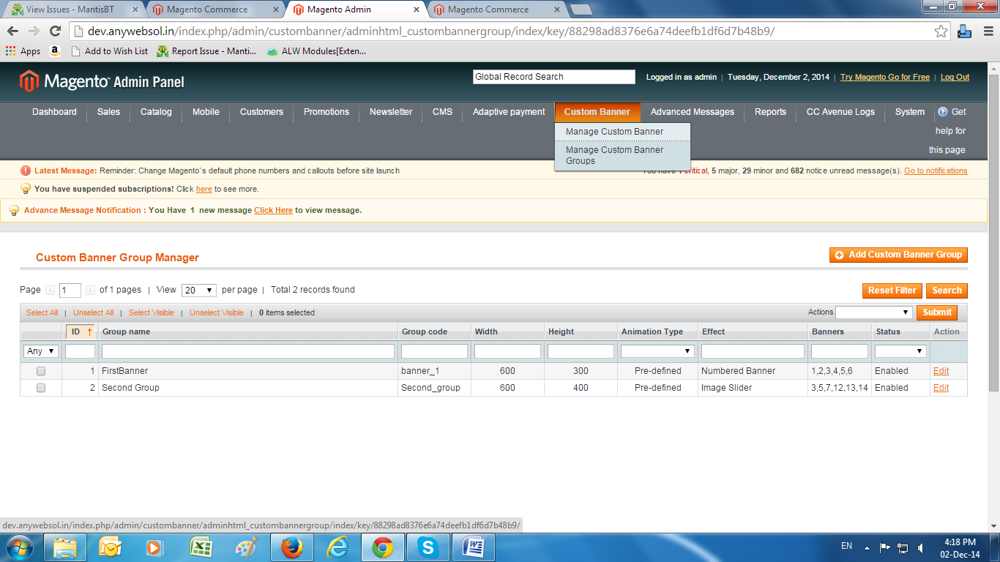 View Issues - MantisBT
Magento Commerce
Magento Admin
Magento Commerce
dev.anywebsol.in/index.php/admin/custombanner/adminhtml_custombannergroup/index/key/88298ad8376e6a74deefb1df6d7b48b9/
Apps
Add to Wish List
Report Issue - Manti...
ALW Modules[Exten...
Magento Admin Panel
Global Record Search
Logged in as admin | Tuesday, December 2, 2014 | Try Magento Go for Free | Log Out
Dashboard Sales Catalog Mobile Customers Promotions Newsletter CMS Adaptive payment Custom Banner Advanced Messages Reports CC Avenue Logs System Get
help for
this page
Manage Custom Banner
Manage Custom Banner
Groups
Latest Message: Reminder: Change Magento`s default phone numbers and callouts before site launch
You have 1 critical, 5 major, 29 minor and 682 notice unread message(s). Go to notifications
You have suspended subscriptions! Click here to see more.
Advance Message Notification : You Have 1 new message Click Here to view message.
Custom Banner Group Manager
Add Custom Banner Group
Page 1 of 1 pages | View 20 per page | Total 2 records found
Reset Filter Search
Select All | Unselect All | Select Visible | Unselect Visible | 0 items selected
Actions Submit
ID ↑ Group name Group code Width Height Animation Type Effect Banners Status Action
Any
1 FirstBanner banner_1 600 300 Pre-defined Numbered Banner 1,2,3,4,5,6 Enabled Edit
2 Second Group Second_group 600 400 Pre-defined Image Slider 3,5,7,12,13,14 Enabled Edit
dev.anywebsol.in/index.php/admin/custombanner/adminhtml_custombannergroup/index/key/88298ad8376e6a74deefb1df6d7b48b9/
EN
4:18 PM
02-Dec-14